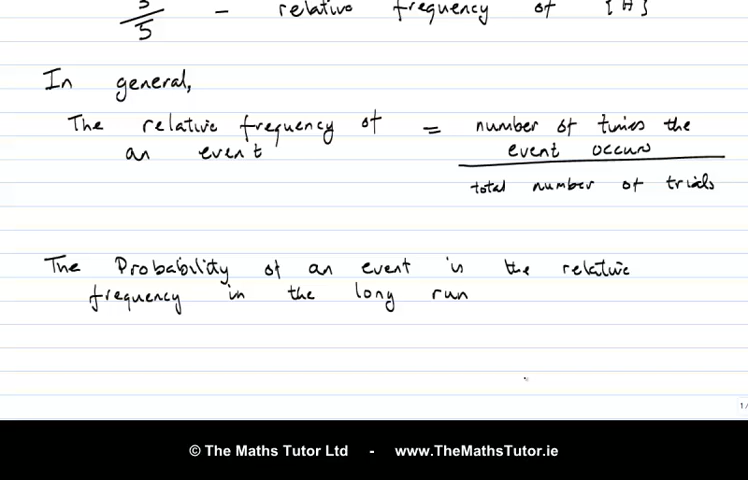 3/5 - relative frequency of {H}
In general,
The relative frequency of = number of times the
an event event occurs
total number of trials
The Probability of an event is the relative
frequency in the long run
1/
© The Maths Tutor Ltd - www.TheMathsTutor.ie